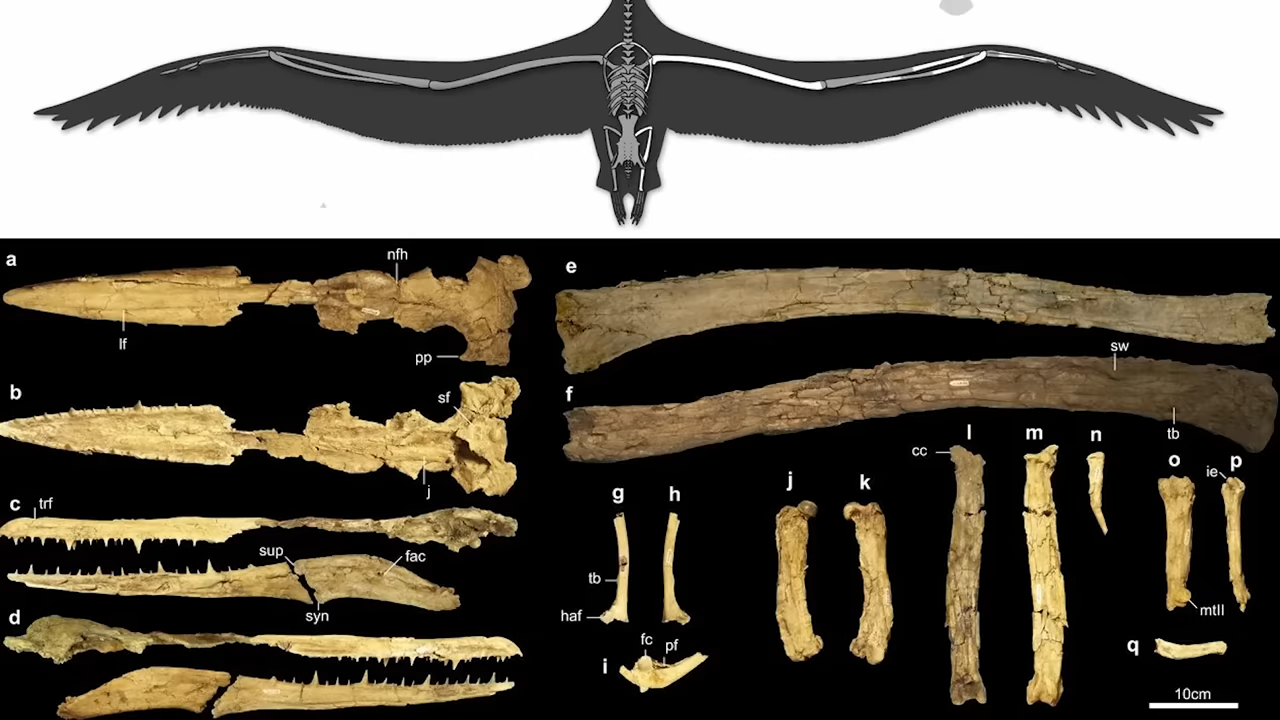 a
nfh
lf
pp
b
sf
j
c
trf
sup
fac
syn
d
e
sw
f
tb
g
h
tb
haf
fc
pf
i
j
k
l
cc
m
n
o
ie
p
mtII
q
10cm